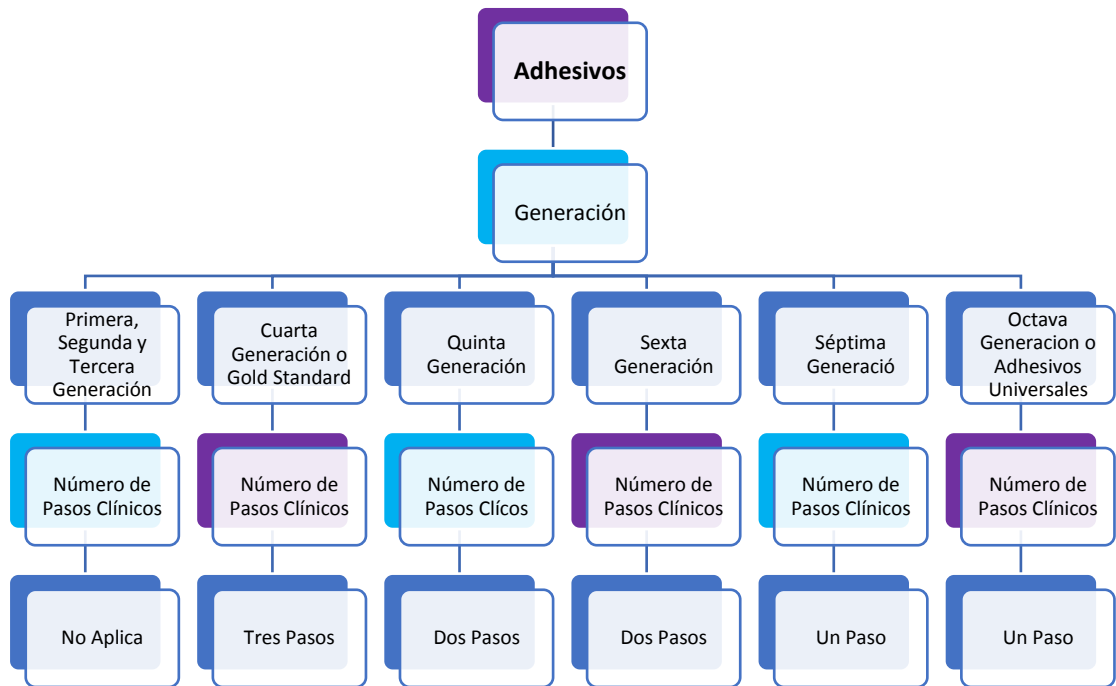 Adhesivos
Generación
Primera,
Segunda y
Tercera
Generación
Cuarta
Generación o
Gold Standard
Quinta
Generación
Sexta
Generación
Séptima
Generació
Octava
Generacion o
Adhesivos
Universales
Número de
Pasos Clínicos
Número de
Pasos Clínicos
Número de
Pasos Clícos
Número de
Pasos Clínicos
Número de
Pasos Clínicos
Número de
Pasos Clínicos
No Aplica
Tres Pasos
Dos Pasos
Dos Pasos
Un Paso
Un Paso